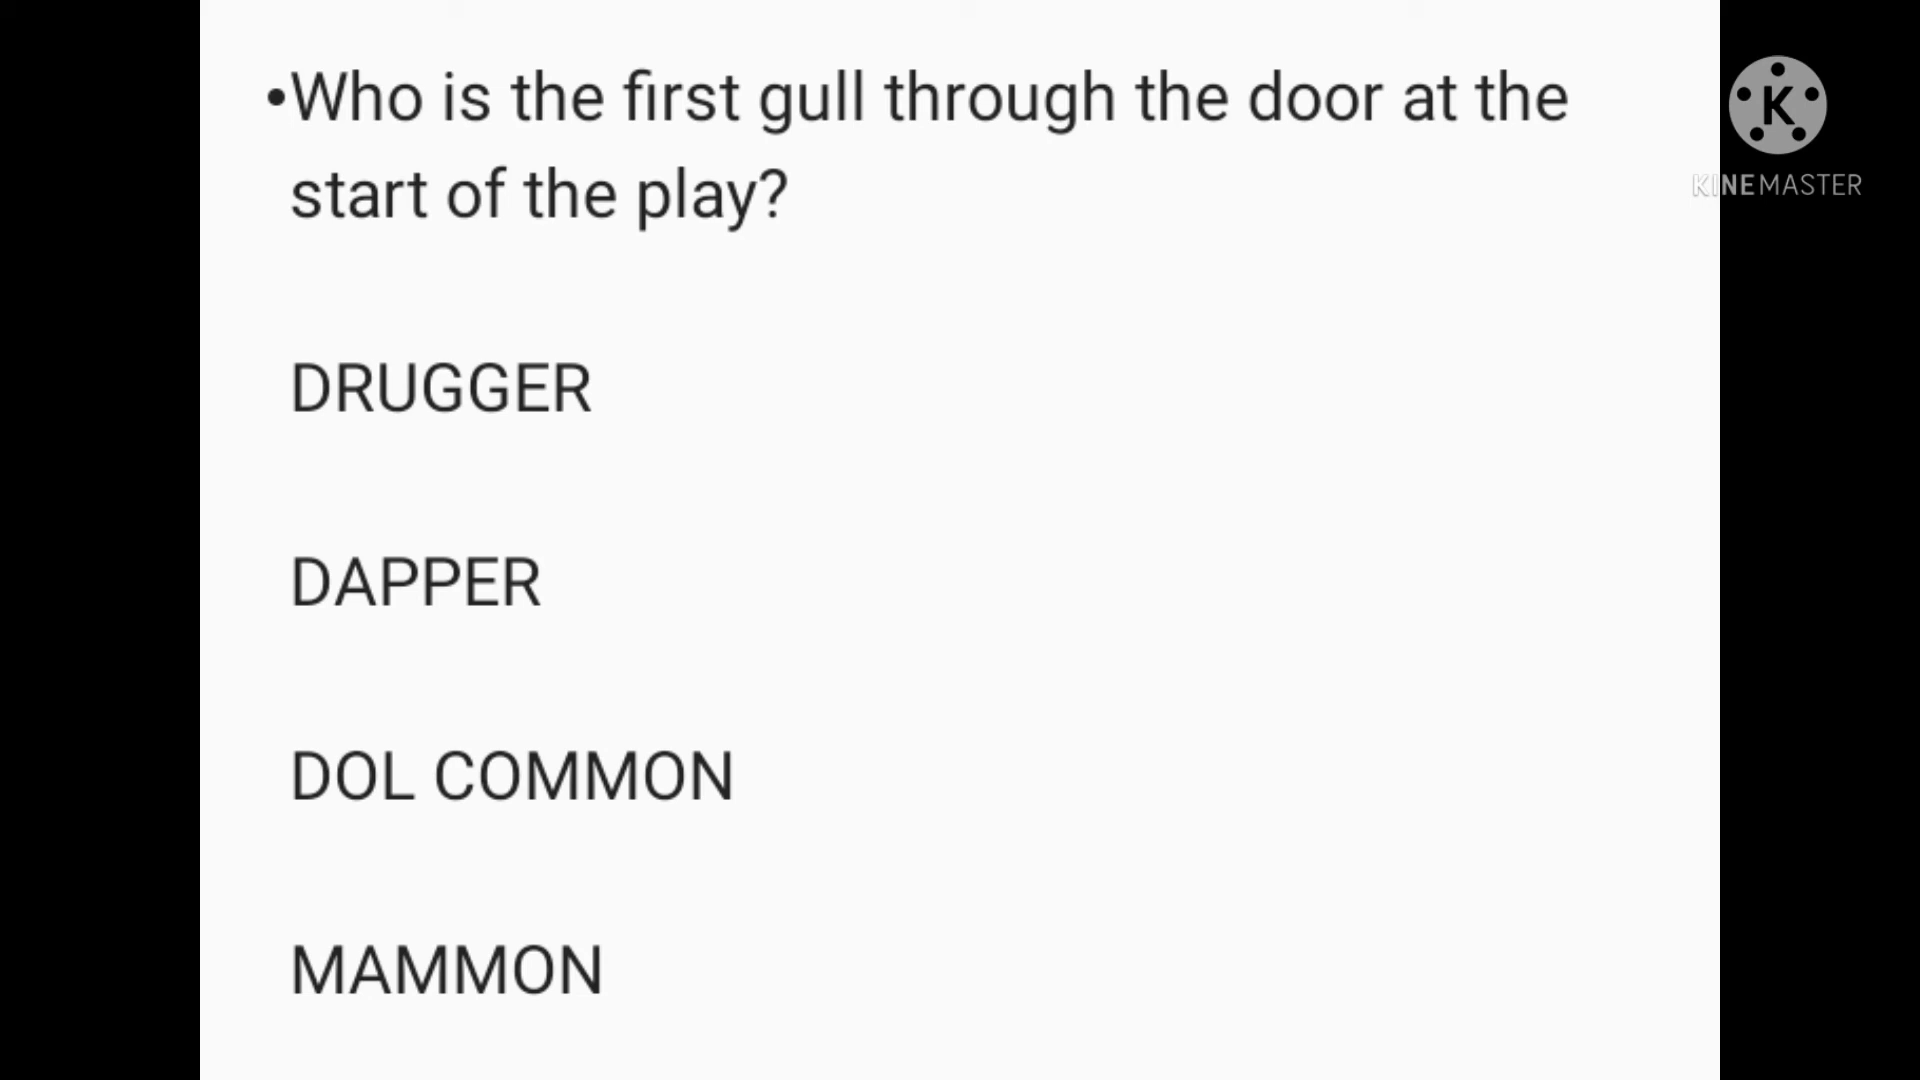 •Who is the first gull through the door at the
start of the play?
DRUGGER
DAPPER
DOL COMMON
MAMMON
K
KINEMASTER